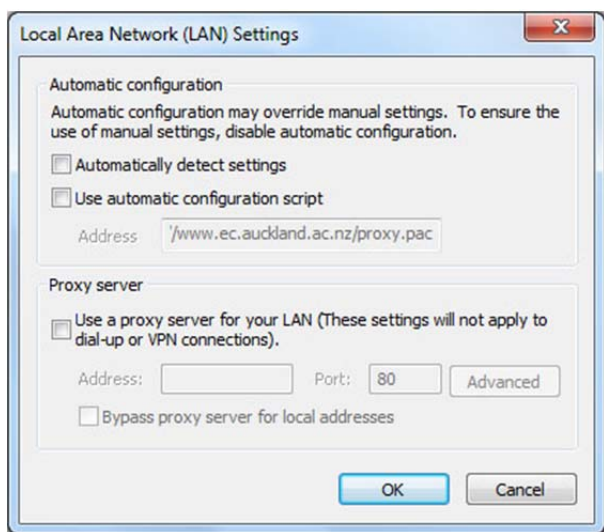 Local Area Network (LAN) Settings
Automatic configuration
Automatic configuration may override manual settings. To ensure the
use of manual settings, disable automatic configuration.
Automatically detect settings
Use automatic configuration script
Address /www.ec.auckland.ac.nz/proxy.pac
Proxy server
Use a proxy server for your LAN (These settings will not apply to
dial-up or VPN connections).
Address: Port: 80 Advanced
Bypass proxy server for local addresses
OK Cancel